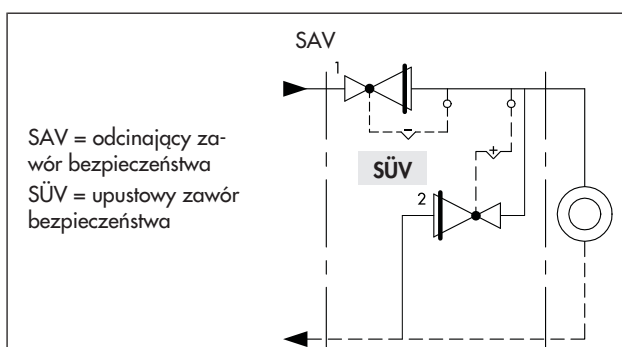 SAV
1
SAV = odcinający za-
wór bezpieczeństwa
SÜV = upustowy zawór
bezpieczeństwa
-
+
SÜV
2